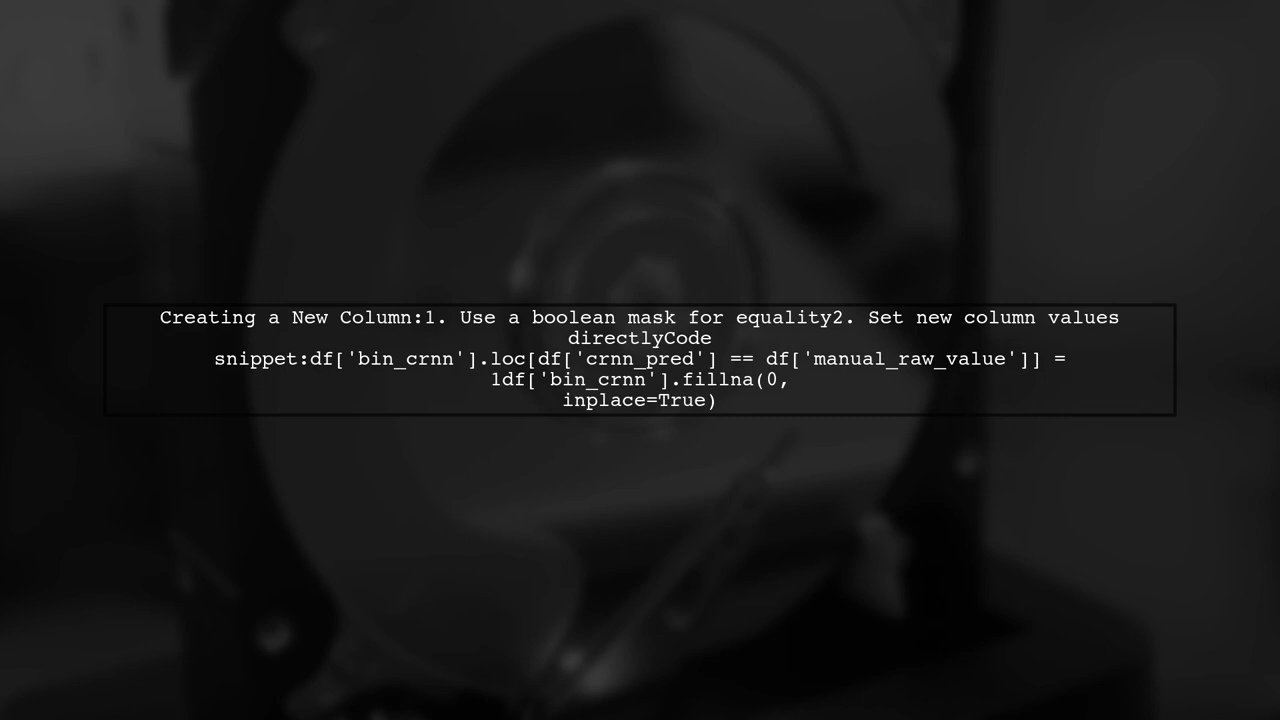 Creating a New Column:1. Use a boolean mask for equality2. Set new column values
directlyCode
snippet:df['bin_crnn'].loc[df['crnn_pred'] == df['manual_raw_value']] =
1df['bin_crnn'].fillna(0,
inplace=True)